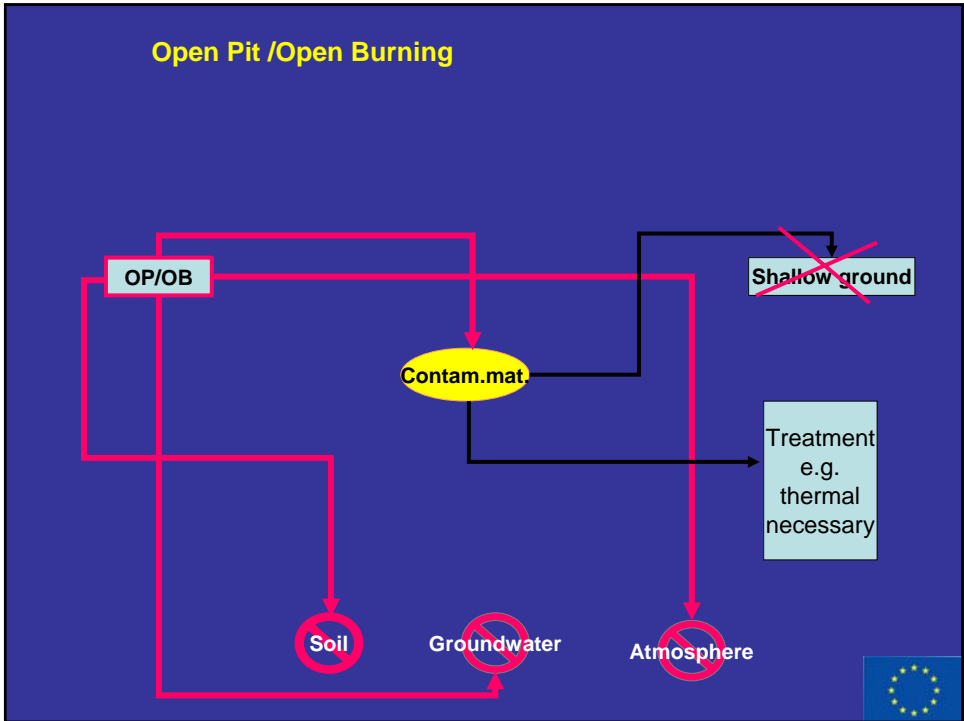 Open Pit /Open Burning
OP/OB
Shallow ground
Contam.mat.
Treatment
e.g.
thermal
necessary
Soil
Groundwater
Atmosphere